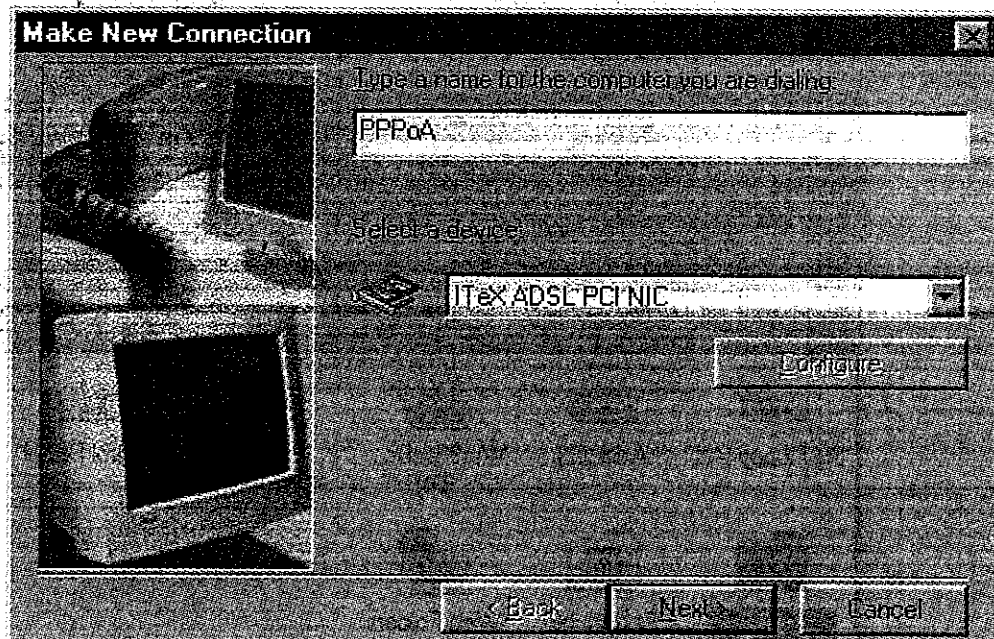 Make New Connection
Type a name for the computer you are dialing:
PPPoA
Select a device:
ITeX ADSL PCI NIC
Configure...
< Back
Next >
Cancel